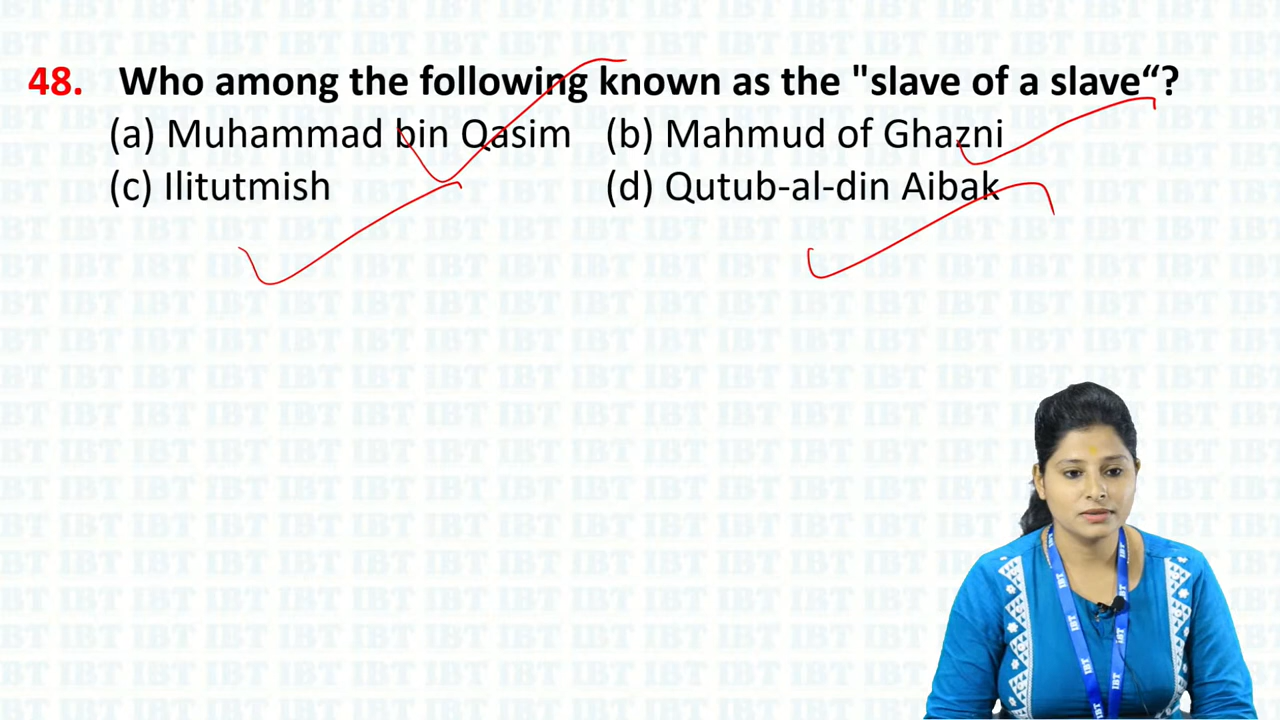 48. Who among the following known as the "slave of a slave“?
(a) Muhammad bin Qasim (b) Mahmud of Ghazni
(c) Ilitutmish (d) Qutub-al-din Aibak
IBT